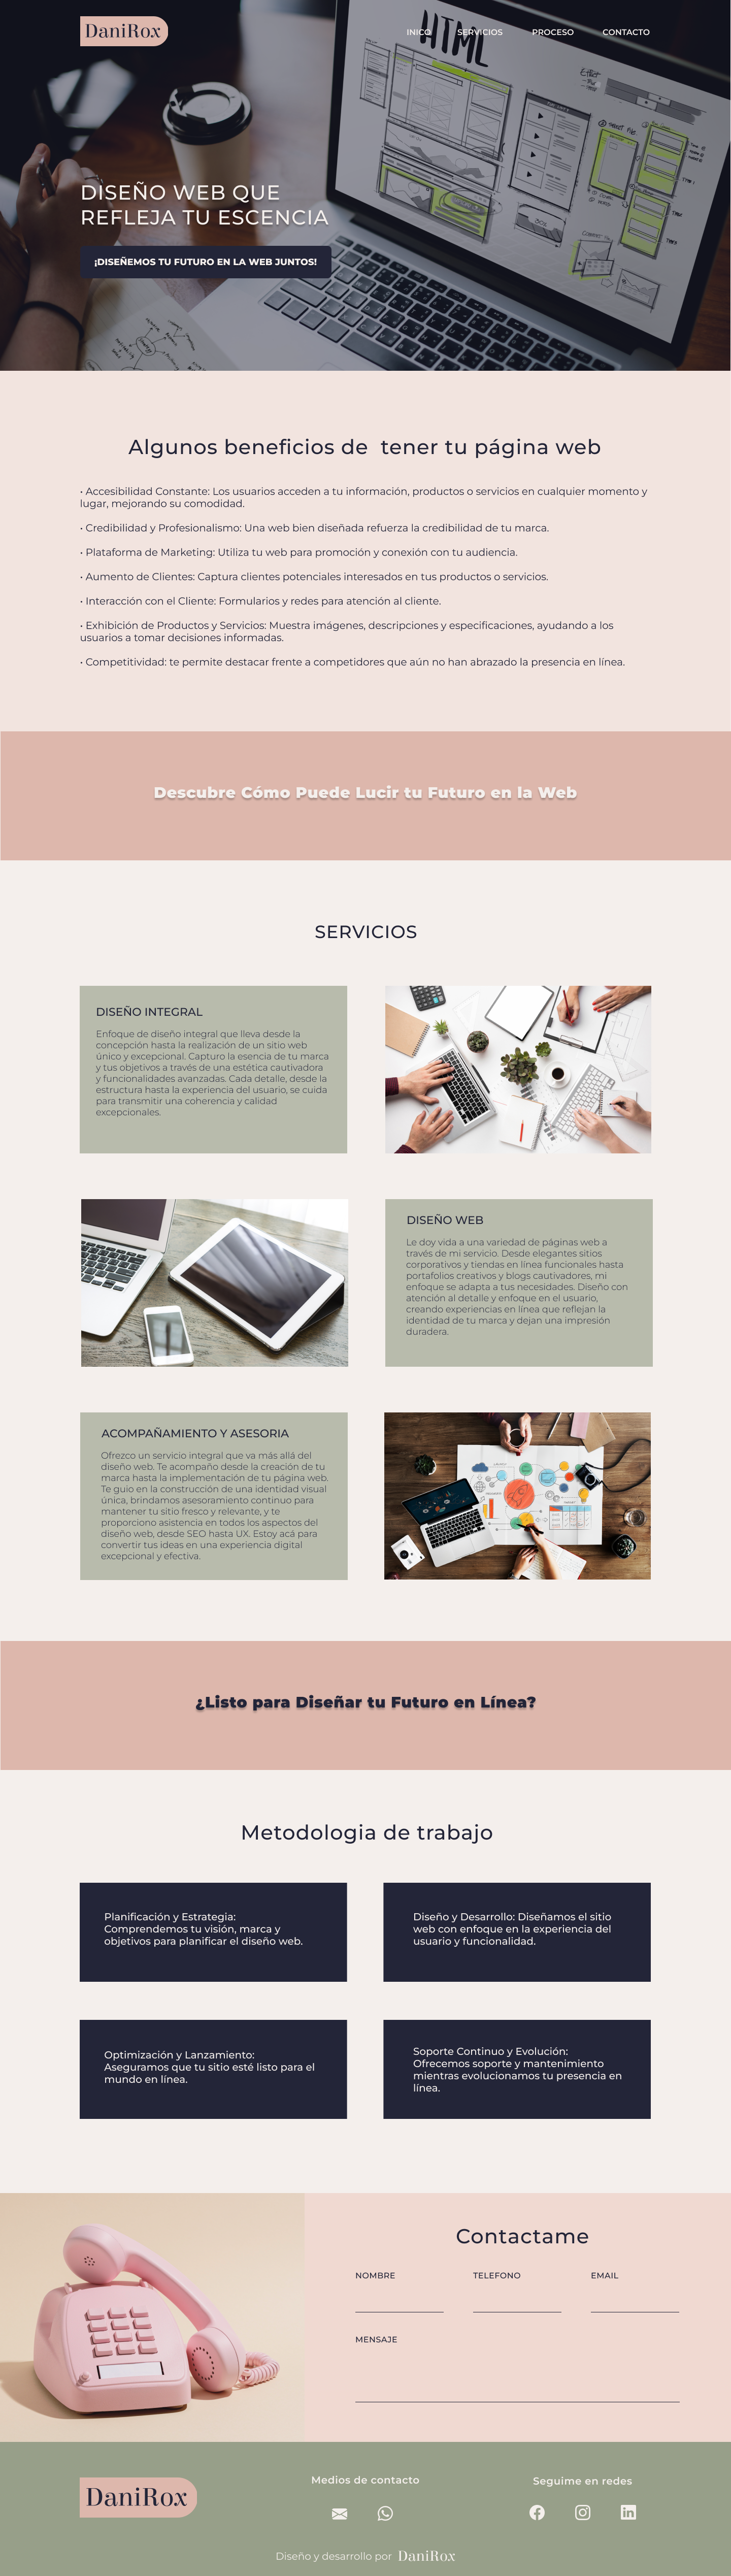 DaniRox
INICO SERVICIOS PROCESO CONTACTO
HTML
DISEÑO WEB QUE
REFLEJA TU ESCENCIA
¡DISEÑEMOS TU FUTURO EN LA WEB JUNTOS!
Algunos beneficios de  tener tu página web
• Accesibilidad Constante: Los usuarios acceden a tu información, productos o servicios en cualquier momento y
lugar, mejorando su comodidad.
• Credibilidad y Profesionalismo: Una web bien diseñada refuerza la credibilidad de tu marca.
• Plataforma de Marketing: Utiliza tu web para promoción y conexión con tu audiencia.
• Aumento de Clientes: Captura clientes potenciales interesados en tus productos o servicios.
• Interacción con el Cliente: Formularios y redes para atención al cliente.
• Exhibición de Productos y Servicios: Muestra imágenes, descripciones y especificaciones, ayudando a los
usuarios a tomar decisiones informadas.
• Competitividad: te permite destacar frente a competidores que aún no han abrazado la presencia en línea.
Descubre Cómo Puede Lucir tu Futuro en la Web
SERVICIOS
DISEÑO INTEGRAL
Enfoque de diseño integral que lleva desde la
concepción hasta la realización de un sitio web
único y excepcional. Capturo la esencia de tu marca
y tus objetivos a través de una estética cautivadora
y funcionalidades avanzadas. Cada detalle, desde la
estructura hasta la experiencia del usuario, se cuida
para transmitir una coherencia y calidad
excepcionales.
DISEÑO WEB
Le doy vida a una variedad de páginas web a
través de mi servicio. Desde elegantes sitios
corporativos y tiendas en línea funcionales hasta
portafolios creativos y blogs cautivadores, mi
enfoque se adapta a tus necesidades. Diseño con
atención al detalle y enfoque en el usuario,
creando experiencias en línea que reflejan la
identidad de tu marca y dejan una impresión
duradera.
ACOMPAÑAMIENTO Y ASESORIA
Ofrezco un servicio integral que va más allá del
diseño web. Te acompaño desde la creación de tu
marca hasta la implementación de tu página web.
Te guio en la construcción de una identidad visual
única, brindamos asesoramiento continuo para
mantener tu sitio fresco y relevante, y te
proporciono asistencia en todos los aspectos del
diseño web, desde SEO hasta UX. Estoy acá para
convertir tus ideas en una experiencia digital
excepcional y efectiva.
¿Listo para Diseñar tu Futuro en Línea?
Metodologia de trabajo
Planificación y Estrategia:
Comprendemos tu visión, marca y
objetivos para planificar el diseño web.
Diseño y Desarrollo: Diseñamos el sitio
web con enfoque en la experiencia del
usuario y funcionalidad.
Optimización y Lanzamiento:
Aseguramos que tu sitio esté listo para el
mundo en línea.
Soporte Continuo y Evolución:
Ofrecemos soporte y mantenimiento
mientras evolucionamos tu presencia en
línea.
Contactame
NOMBRE TELEFONO EMAIL
MENSAJE
DaniRox
Medios de contacto
Seguime en redes
Diseño y desarrollo por DaniRox